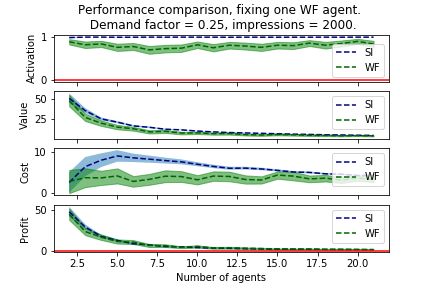 Performance comparison, fixing one WF agent.
Demand factor = 0.25, impressions = 2000.
Activation
1
0
SI
WF
Value
50
25
SI
WF
Cost
10
0
SI
WF
Profit
50
0
SI
WF
2.5 5.0 7.5 10.0 12.5 15.0 17.5 20.0
Number of agents